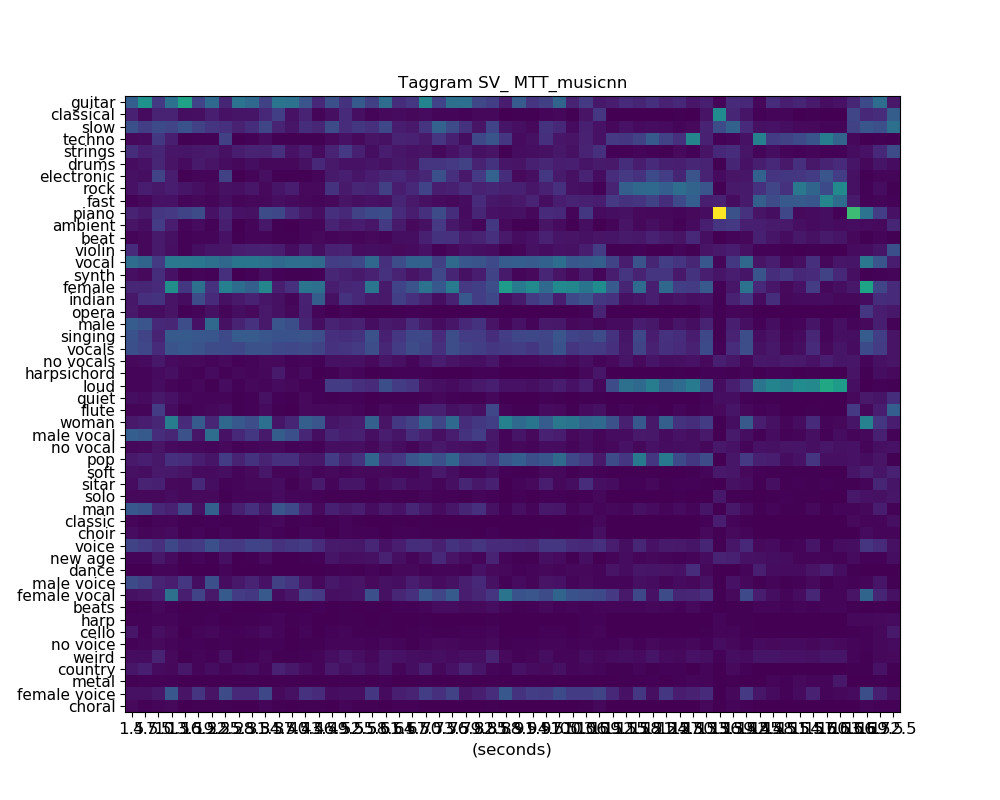 Taggram SV_ MTT_musicnn
guitar
classical
slow
techno
strings
drums
electronic
rock
fast
piano
ambient
beat
violin
vocal
synth
female
indian
opera
male
singing
vocals
no vocals
harpsichord
loud
quiet
flute
woman
male vocal
no vocal
pop
soft
sitar
solo
man
classic
choir
voice
new age
dance
male voice
female vocal
beats
harp
cello
no voice
weird
country
metal
female voice
choral
(seconds)